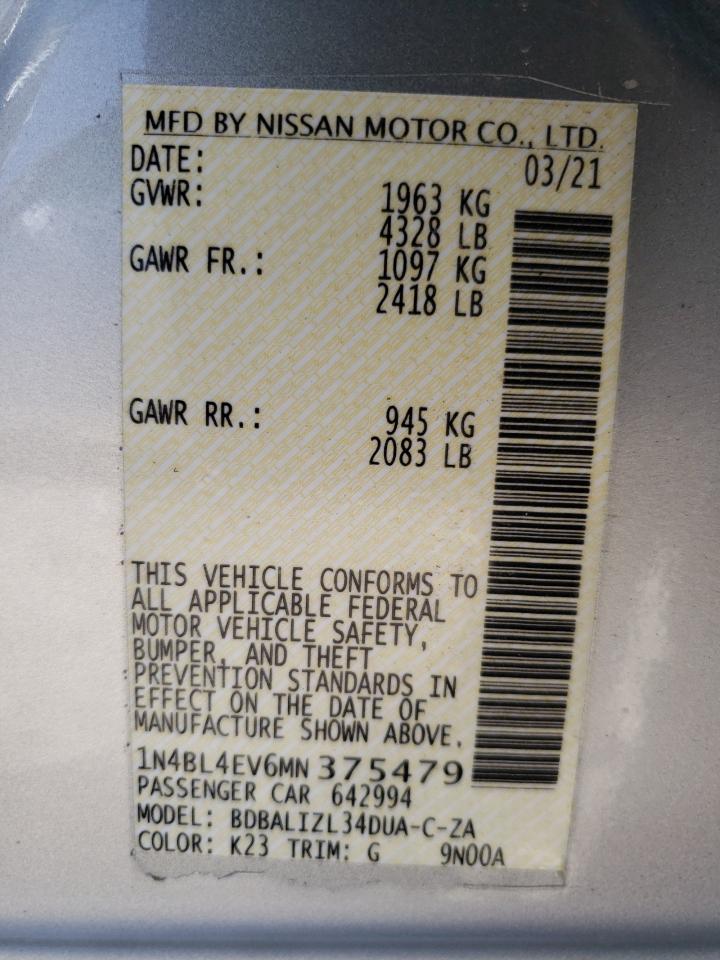 MFD BY NISSAN MOTOR CO., LTD.
DATE: 03/21
GVWR: 1963 KG
4328 LB
GAWR FR.: 1097 KG
2418 LB
GAWR RR.: 945 KG
2083 LB
THIS VEHICLE CONFORMS TO
ALL APPLICABLE FEDERAL
MOTOR VEHICLE SAFETY,
BUMPER, AND THEFT
PREVENTION STANDARDS IN
EFFECT ON THE DATE OF
MANUFACTURE SHOWN ABOVE.
1N4BL4EV6MN 375479
PASSENGER CAR 642994
MODEL: BDBALIZL34DUA-C-ZA
COLOR: K23 TRIM: G 9N00A